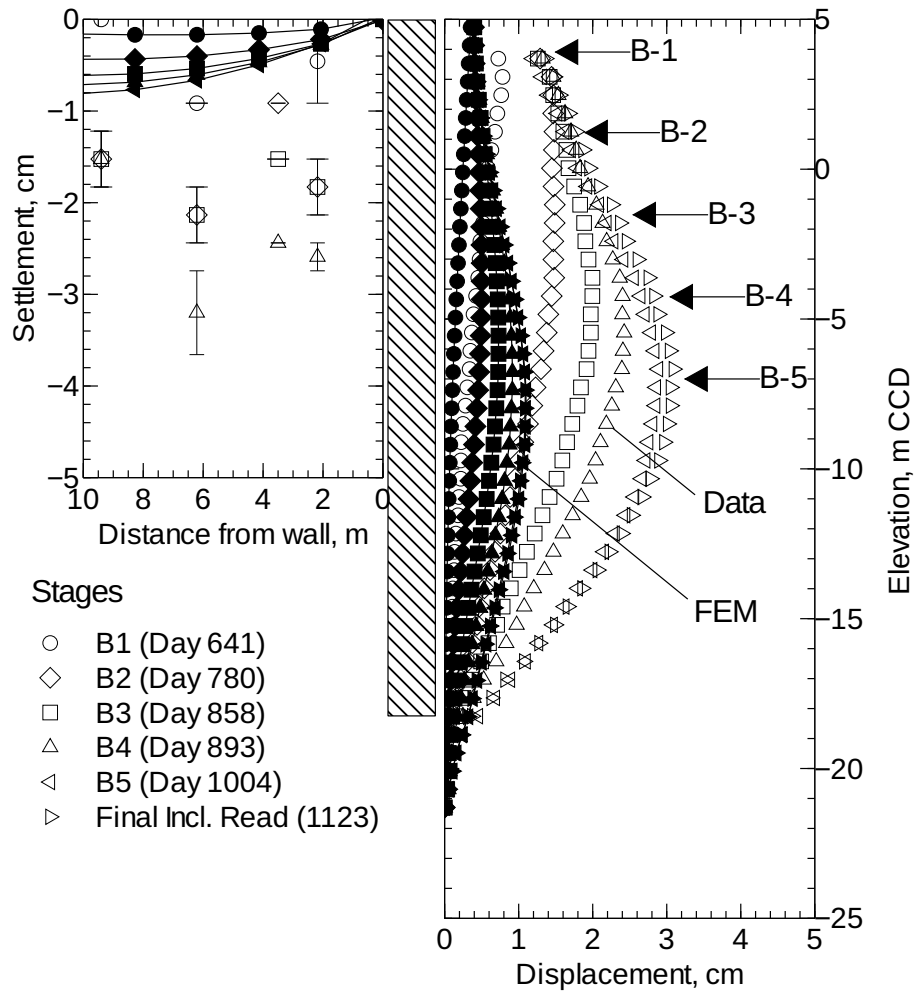 0
−1
−2
−3
−4
−5
Settlement, cm
10
8
6
4
2
0
Distance from wall, m
Stages
B1 (Day 641)
B2 (Day 780)
B3 (Day 858)
B4 (Day 893)
B5 (Day 1004)
Final Incl. Read (1123)
B-1
B-2
B-3
B-4
B-5
Data
FEM
5
0
−5
−10
−15
−20
−25
Elevation, m CCD
0
1
2
3
4
5
Displacement, cm